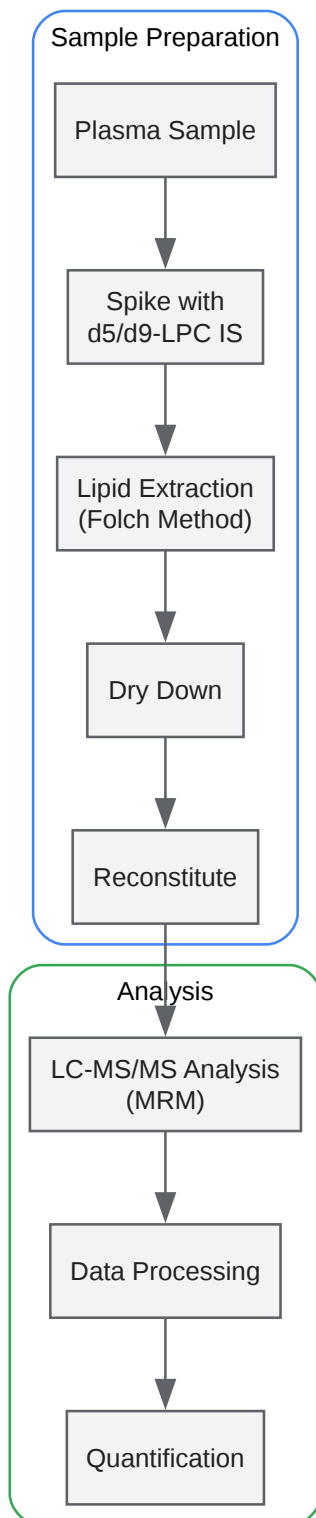 Sample Preparation
Plasma Sample
Spike with
d5/d9-LPC IS
Lipid Extraction
(Folch Method)
Dry Down
Reconstitute
Analysis
LC-MS/MS Analysis
(MRM)
Data Processing
Quantification